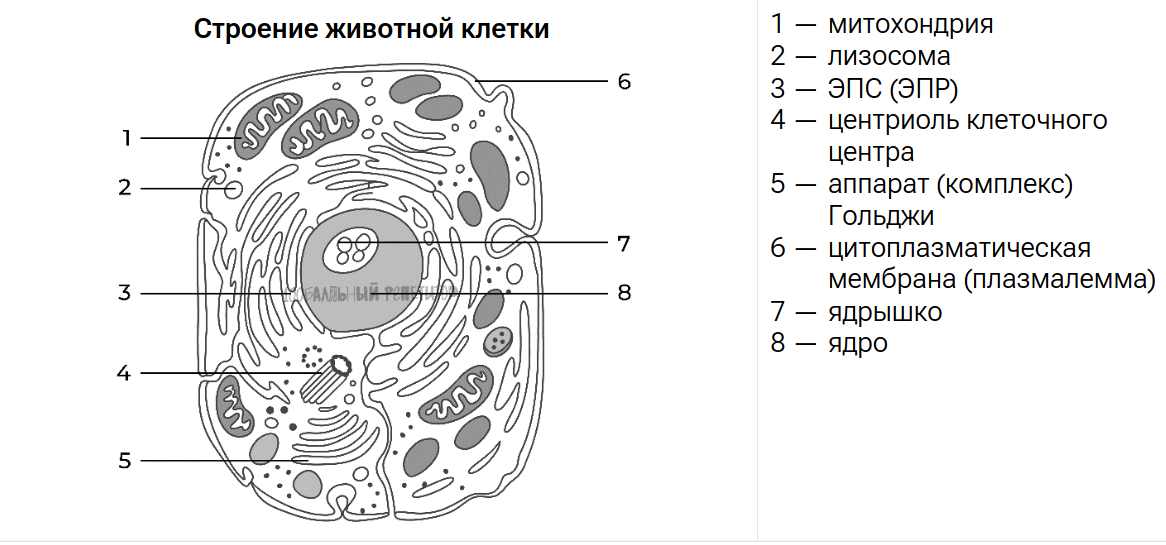 Строение животной клетки
6
1
2
7
3
8
4
5
1 — митохондрия
2 — лизосома
3 — ЭПС (ЭПР)
4 — центриоль клеточного
центра
5 — аппарат (комплекс)
Гольджи
6 — цитоплазматическая
мембрана (плазмалемма)
7 — ядрышко
8 — ядро